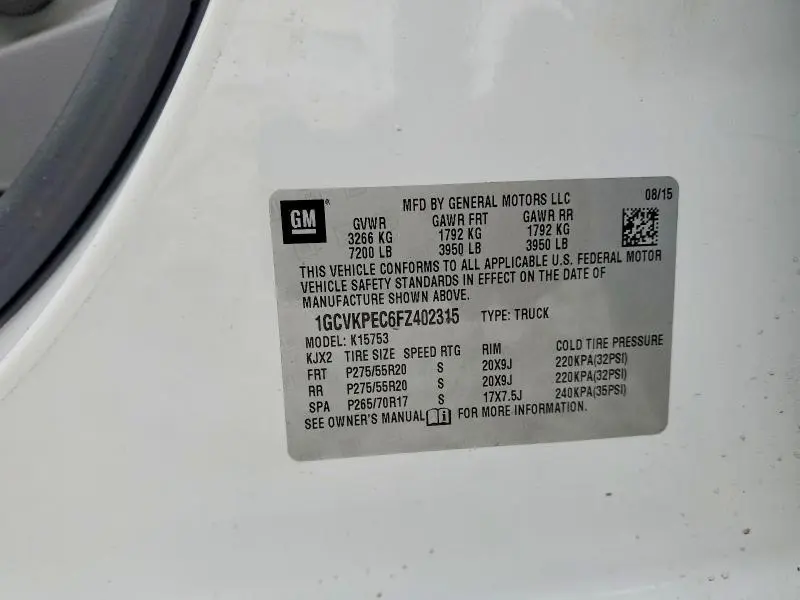 GM®
MFD BY GENERAL MOTORS LLC 08/15
GVWR GAWR FRT GAWR RR
3266 KG 1792 KG 1792 KG
7200 LB 3950 LB 3950 LB
THIS VEHICLE CONFORMS TO ALL APPLICABLE U.S. FEDERAL MOTOR
VEHICLE SAFETY STANDARDS IN EFFECT ON THE DATE OF
MANUFACTURE SHOWN ABOVE.
1GCVKPEC6FZ402315 TYPE: TRUCK
MODEL: K15753
KJX2 TIRE SIZE SPEED RTG RIM COLD TIRE PRESSURE
FRT P275/55R20 S 20X9J 220KPA(32PSI)
RR P275/55R20 S 20X9J 220KPA(32PSI)
SPA P265/70R17 S 17X7.5J 240KPA(35PSI)
SEE OWNER'S MANUAL FOR MORE INFORMATION.